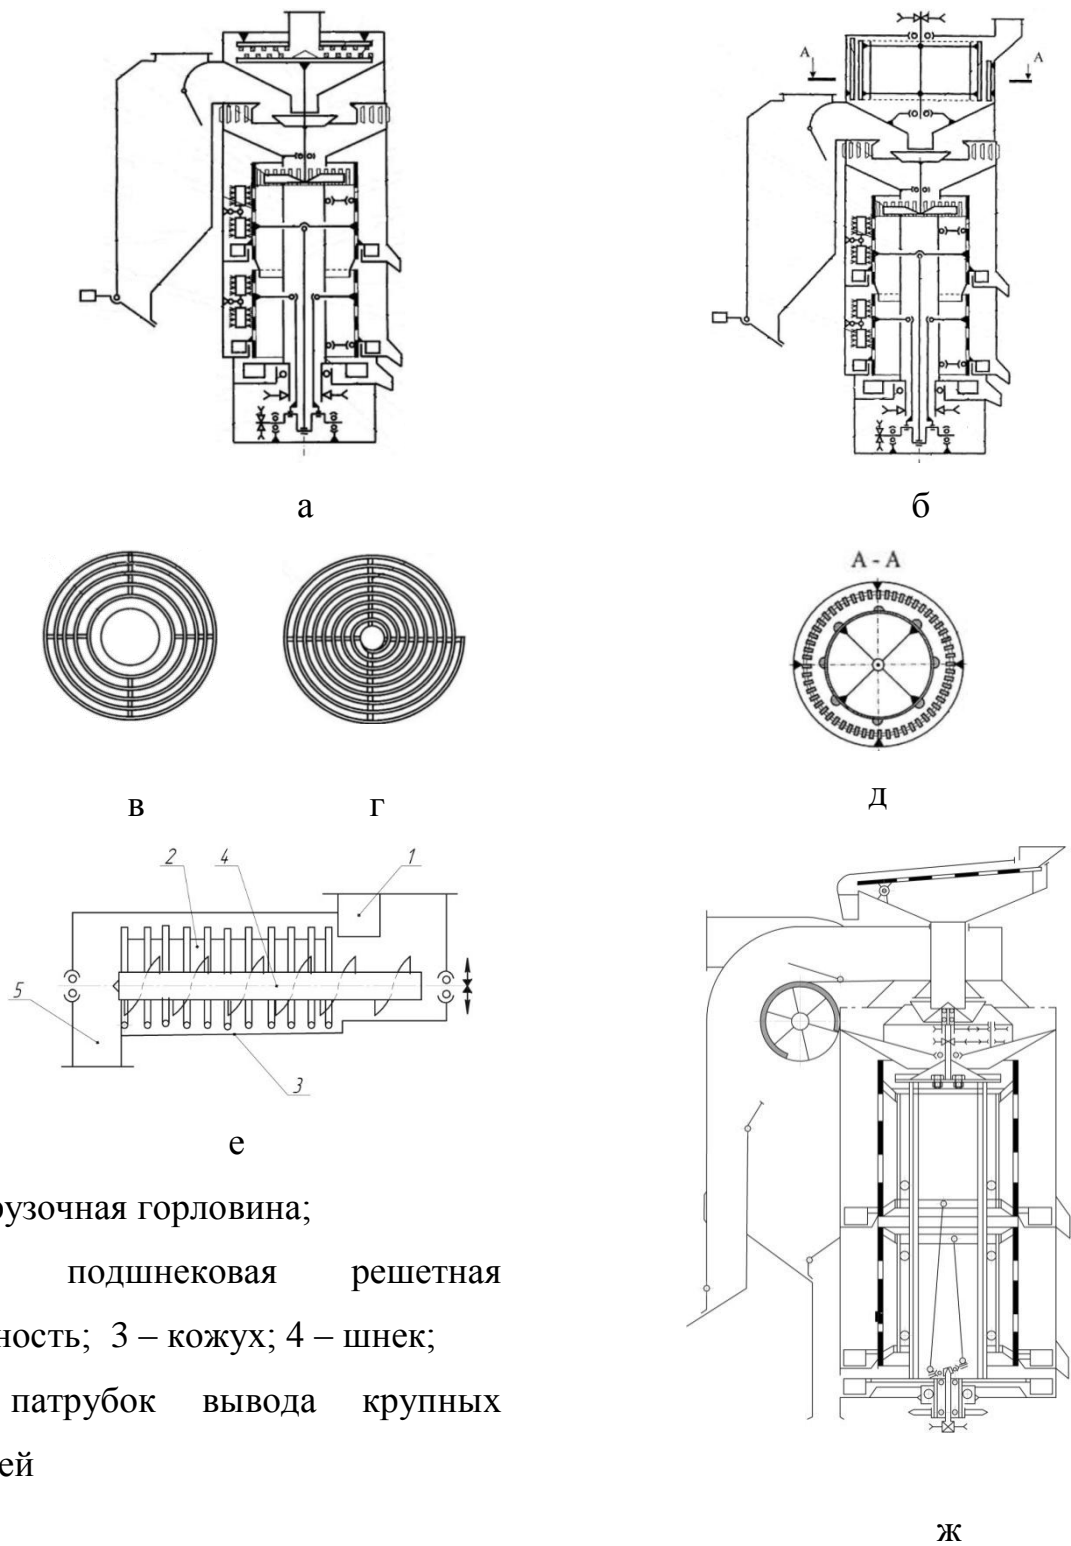 А А
а б
А - А
в г д
2 4 1
5
3
е
рузочная горловина;
подшнековая решетная
ность; 3 – кожух; 4 – шнек;
патрубок вывода крупных
ей
ж